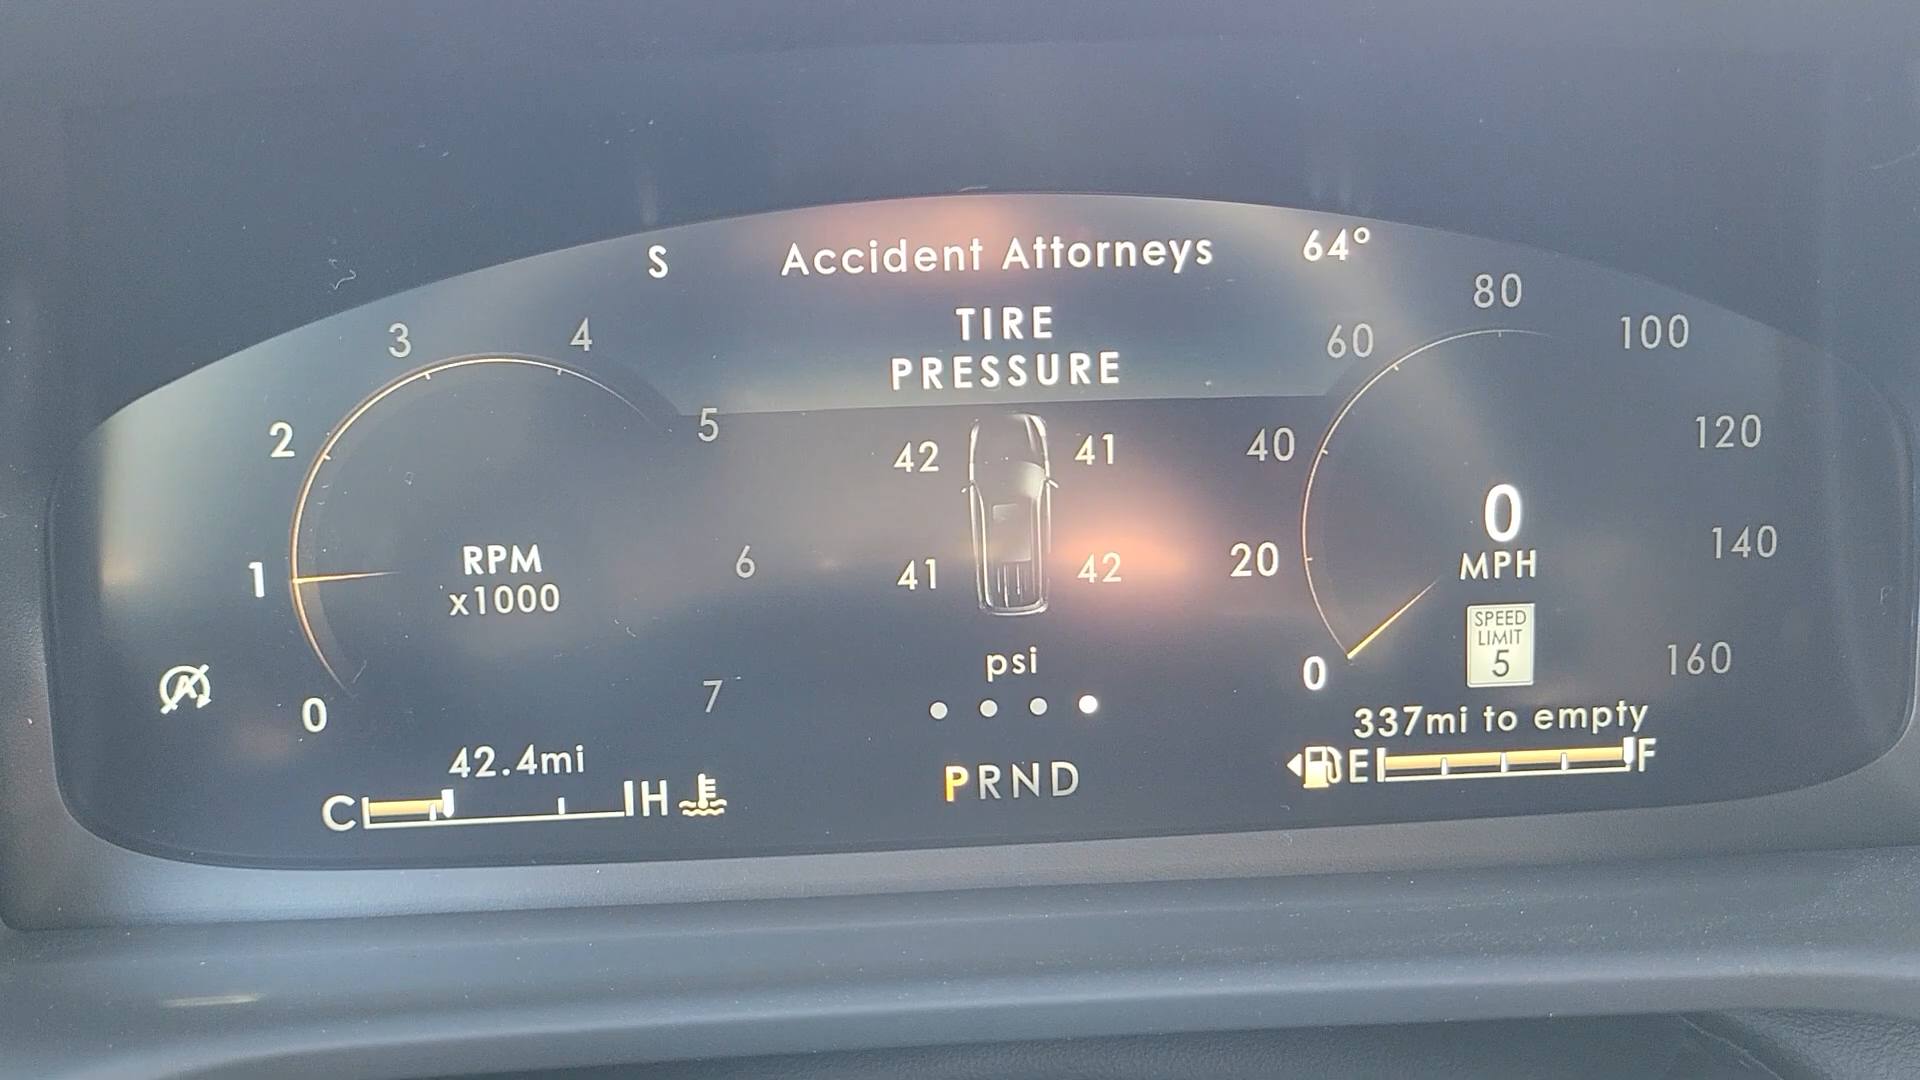 S Accident Attorneys 64°
TIRE
PRESSURE
0 1 2 3 4 5 6 7
RPM
x1000
42 41
41 42
psi
0 20 40 60 80 100 120 140 160
0
MPH
SPEED
LIMIT
5
A
42.4mi
C H
PRND
337mi to empty
E F